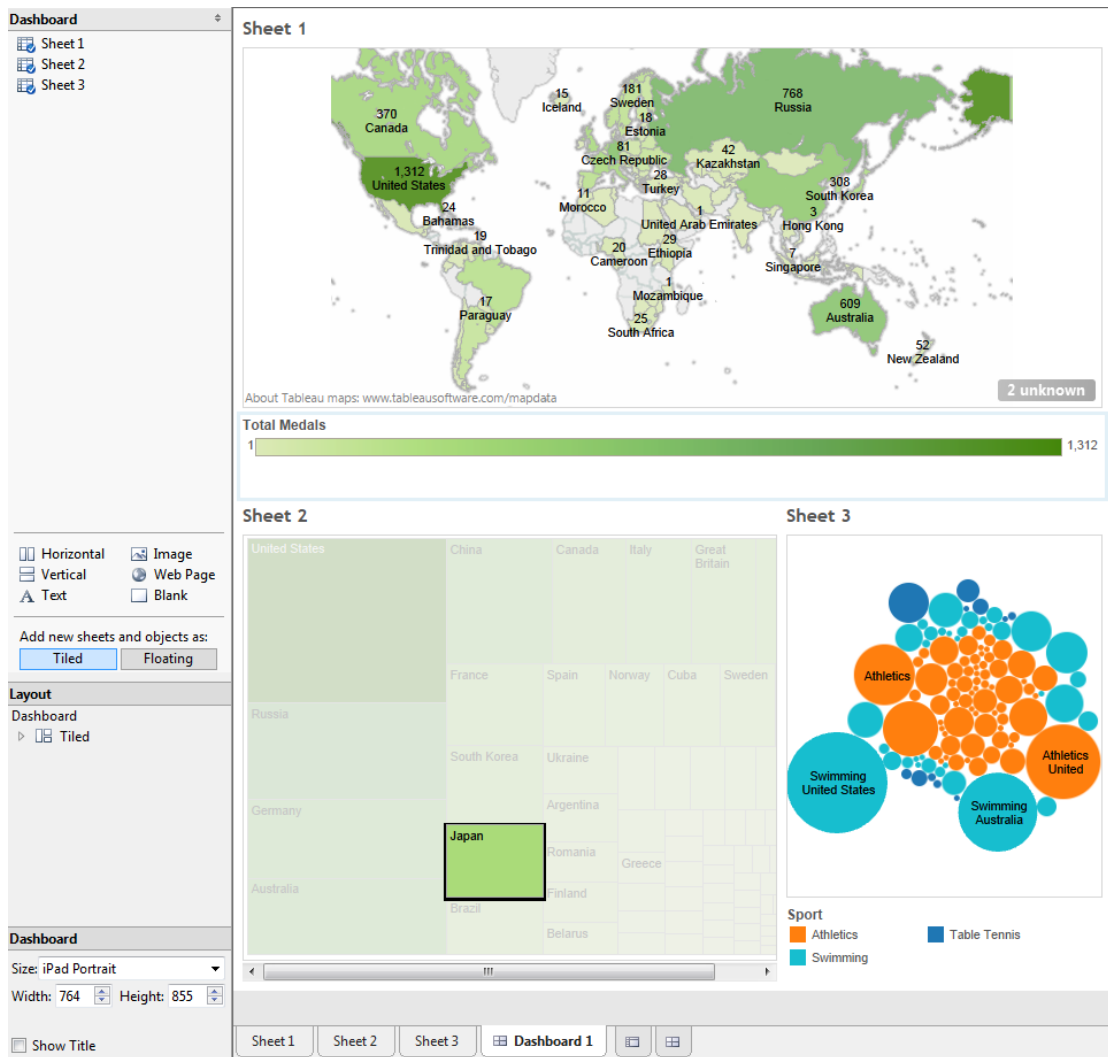 Dashboard
Sheet 1
Sheet 2
Sheet 3
Horizontal
Image
Vertical
Web Page
Text
Blank
Add new sheets and objects as:
Tiled
Floating
Layout
Dashboard
Tiled
Dashboard
Size: iPad Portrait
Width: 764
Height: 855
Show Title
Sheet 1
370
Canada
15
Iceland
181
Sweden
18
Estonia
768
Russia
81
Czech Republic
42
Kazakhstan
1,312
United States
28
Turkey
308
South Korea
24
Bahamas
11
Morocco
1
United Arab Emirates
3
Hong Kong
19
Trinidad and Tobago
20
Cameroon
29
Ethiopia
7
Singapore
17
Paraguay
1
Mozambique
25
South Africa
609
Australia
52
New Zealand
About Tableau maps: www.tableausoftware.com/mapdata
2 unknown
Total Medals
1
1,312
Sheet 2
United States
China
Canada
Italy
Great
Britain
France
Spain
Norway
Cuba
Sweden
Russia
South Korea
Ukraine
Germany
Argentina
Japan
Romania
Greece
Australia
Finland
Brazil
Belarus
Sheet 3
Athletics
Athletics
United
Swimming
United States
Swimming
Australia
Sport
Athletics
Table Tennis
Swimming
Sheet 1
Sheet 2
Sheet 3
Dashboard 1